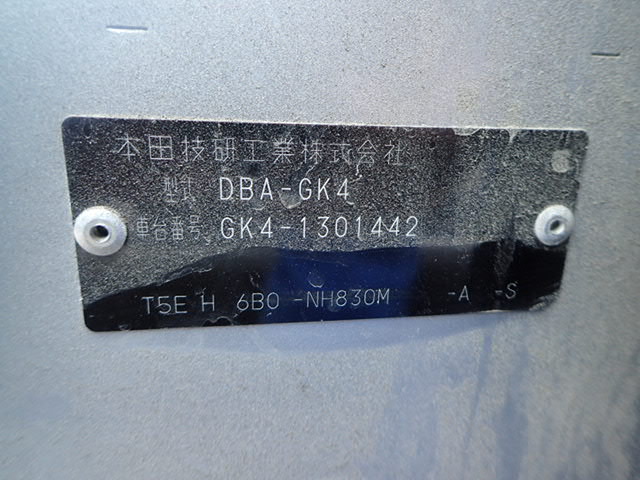 本田技研工業株式会社
型式 DBA-GK4
車台番号 GK4-1301442
T5E H 6B0 -NH830M -A -S